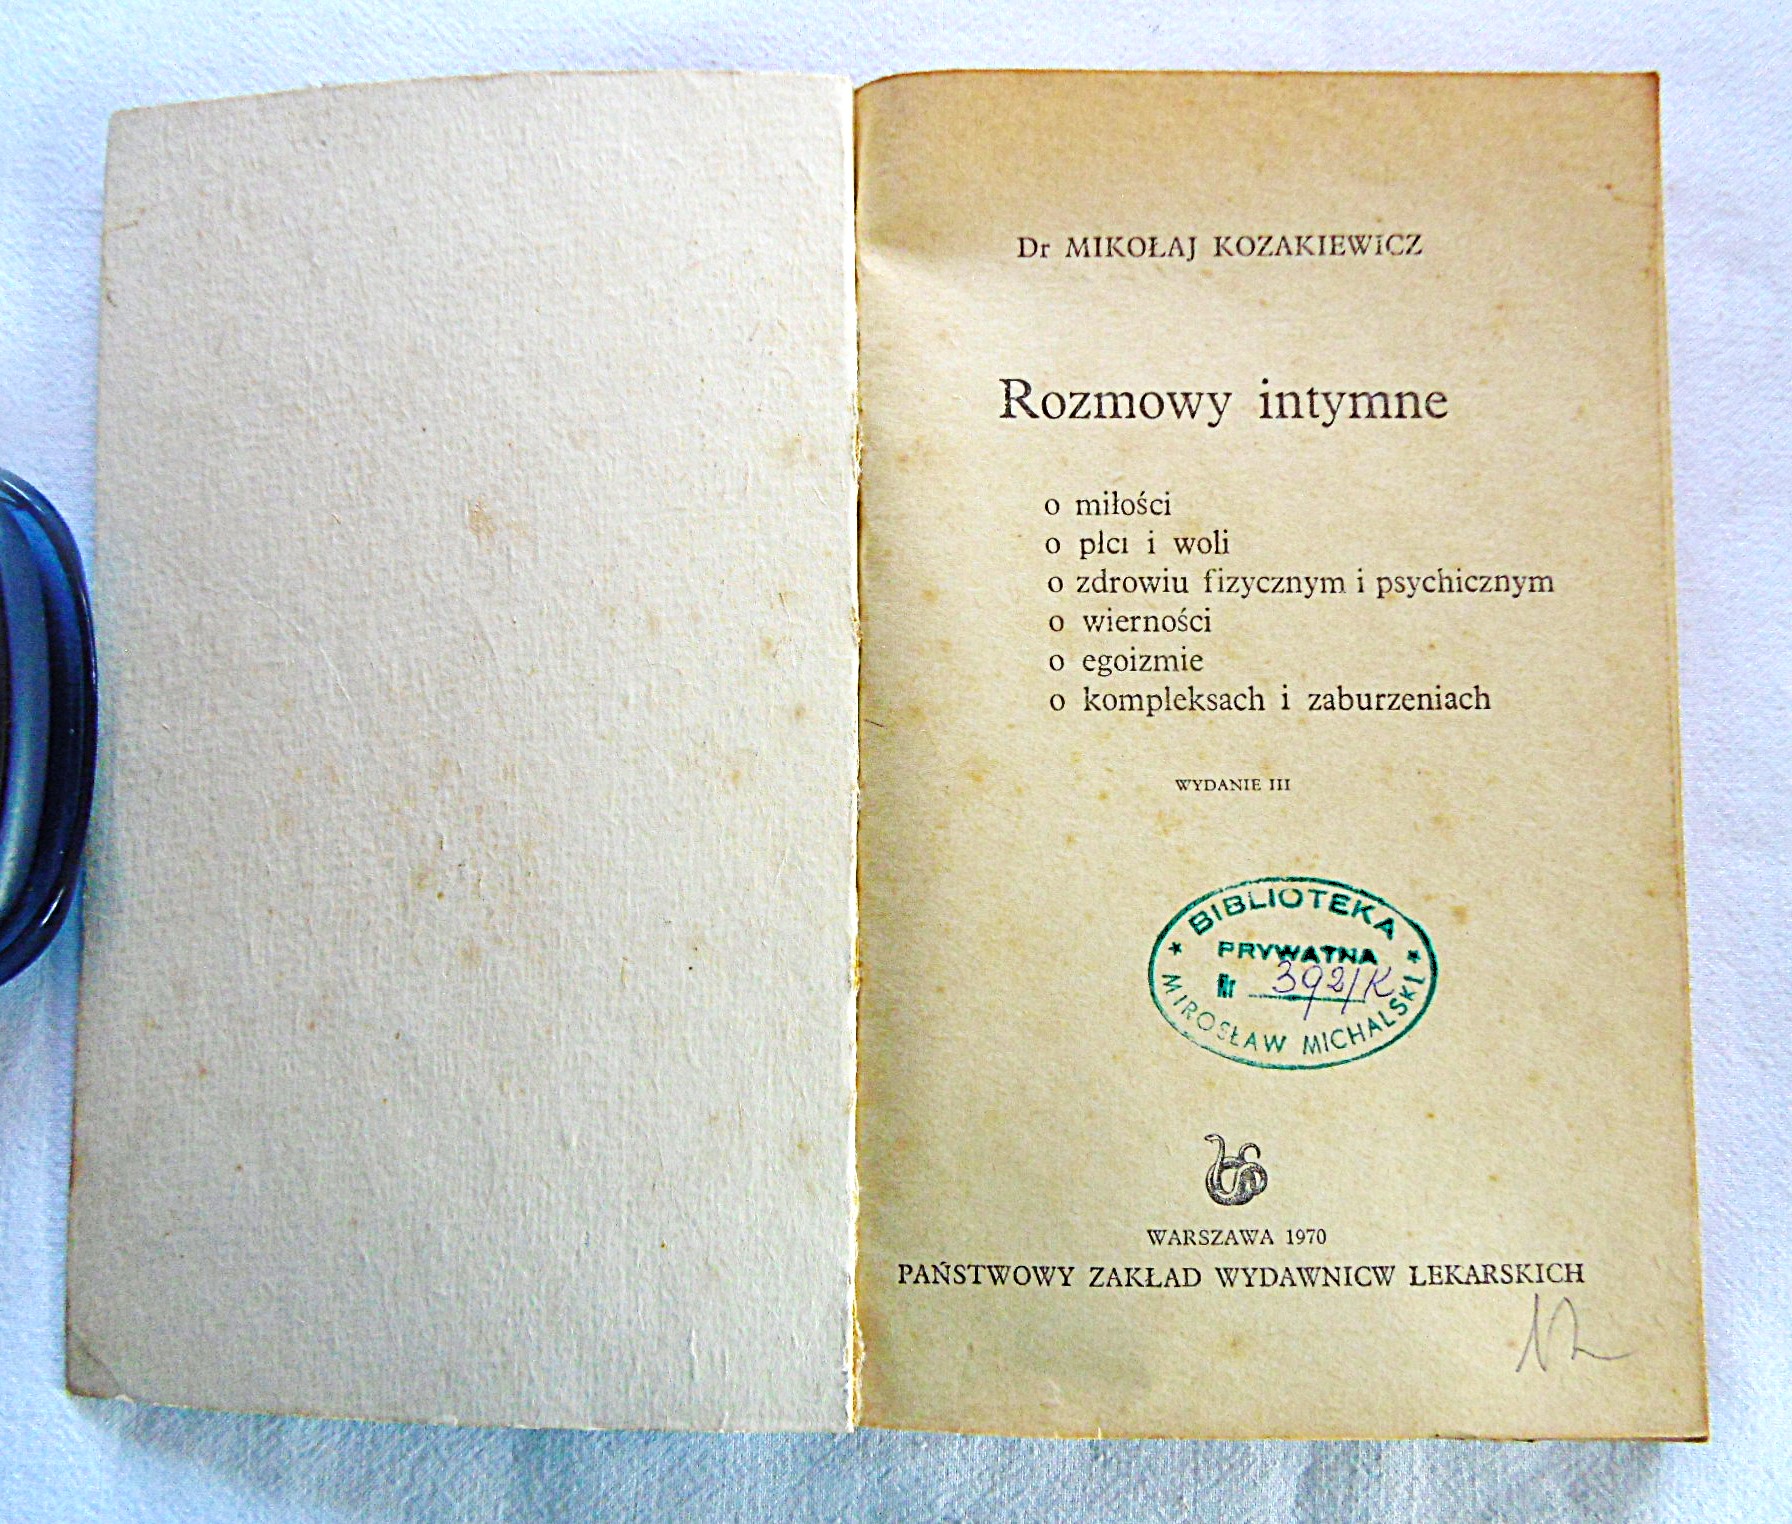 Dr MIKOŁAJ KOZAKIEWICZ
Rozmowy intymne
o miłości
o płci i woli
o zdrowiu fizycznym i psychicznym
o wierności
o egoizmie
o kompleksach i zaburzeniach
WYDANIE III
BIBLIOTEKA
PRYWATNA
Nr 392/K
MIROSŁAW MICHALSKI
WARSZAWA 1970
PAŃSTWOWY ZAKŁAD WYDAWNICW LEKARSKICH